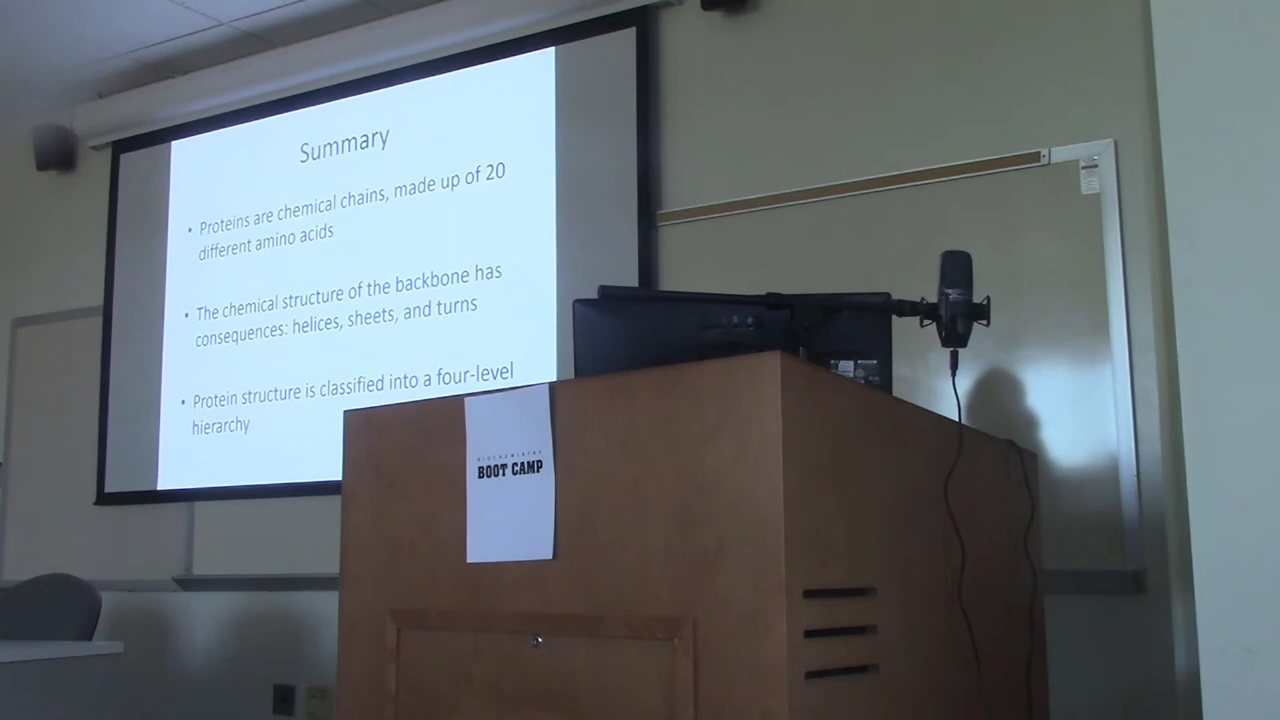 Summary
• Proteins are chemical chains, made up of 20
different amino acids
• The chemical structure of the backbone has
consequences: helices, sheets, and turns
• Protein structure is classified into a four-level
hierarchy
BIOCHEMISTRY
BOOT CAMP